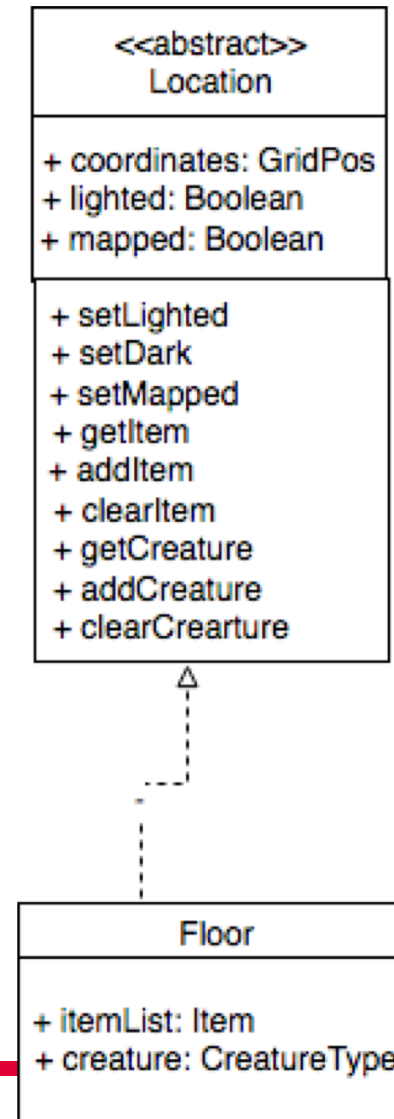 <<abstract>>
Location
+ coordinates: GridPos
+ lighted: Boolean
+ mapped: Boolean
+ setLighted
+ setDark
+ setMapped
+ getItem
+ addItem
+ clearItem
+ getCreature
+ addCreature
+ clearCrearture
Floor
+ itemList: Item
+ creature: CreatureType